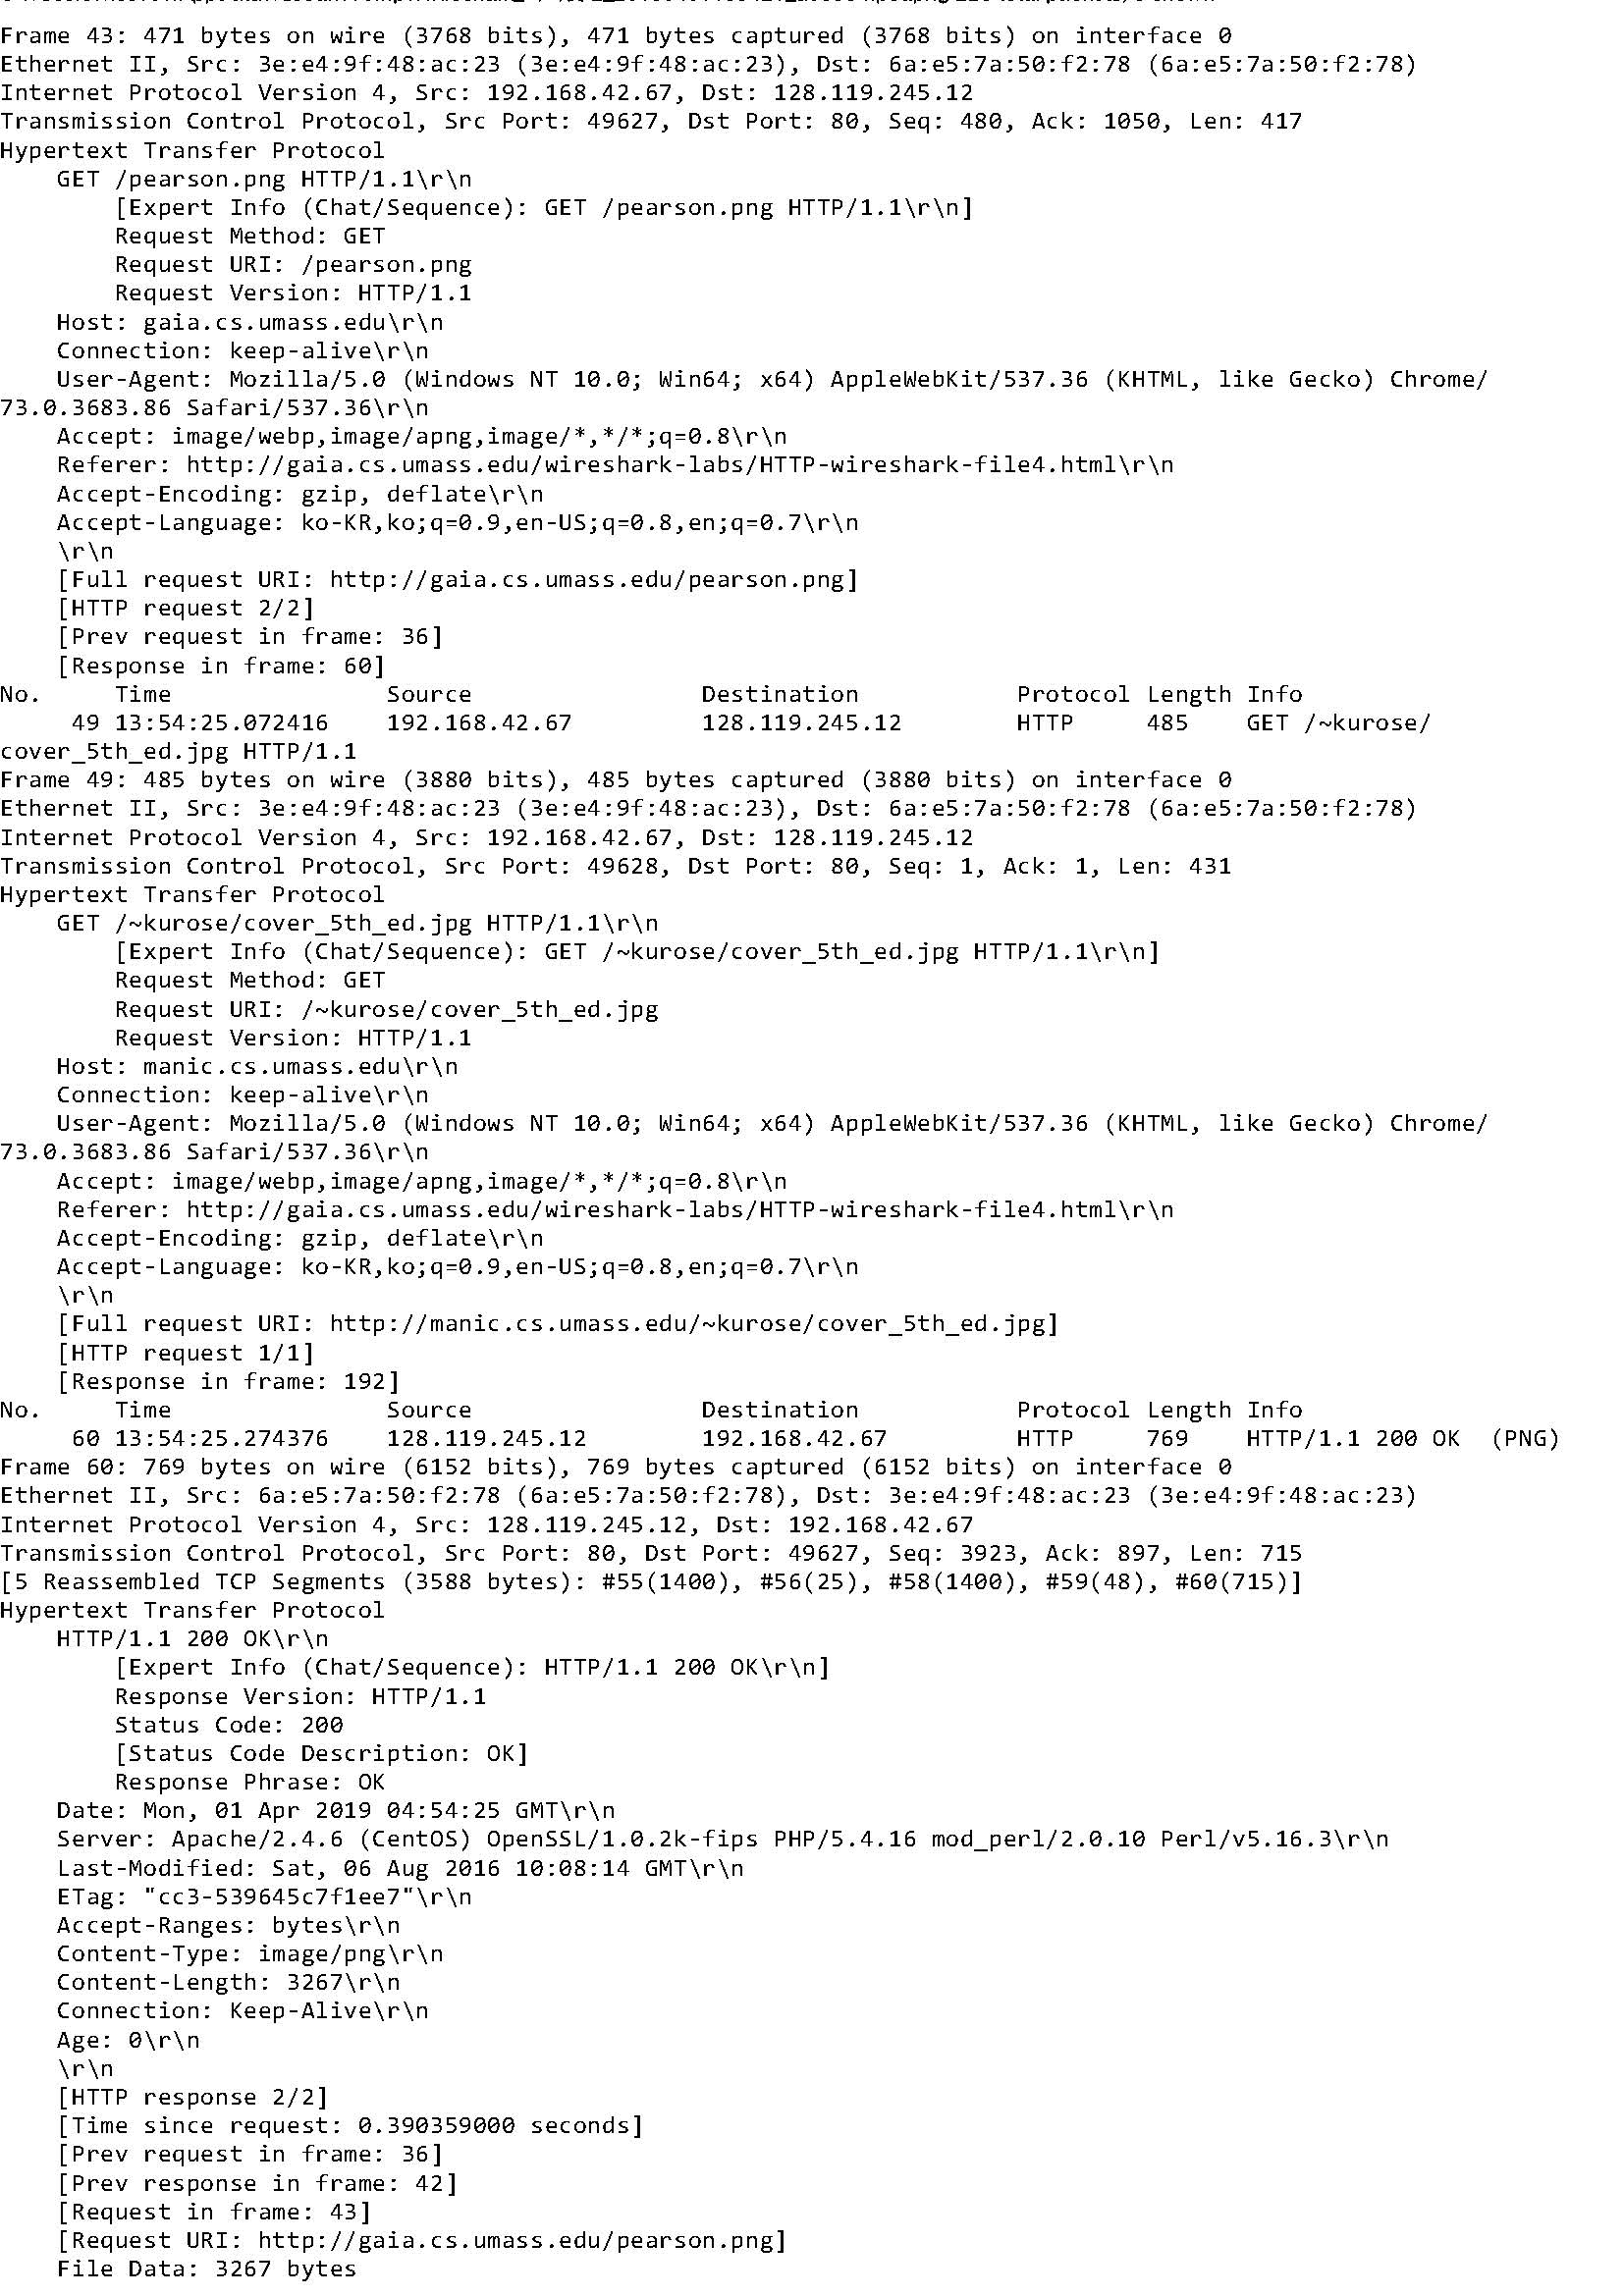 Frame 43: 471 bytes on wire (3768 bits), 471 bytes captured (3768 bits) on interface 0
Ethernet II, Src: 3e:e4:9f:48:ac:23 (3e:e4:9f:48:ac:23), Dst: 6a:e5:7a:50:f2:78 (6a:e5:7a:50:f2:78)
Internet Protocol Version 4, Src: 192.168.42.67, Dst: 128.119.245.12
Transmission Control Protocol, Src Port: 49627, Dst Port: 80, Seq: 480, Ack: 1050, Len: 417
Hypertext Transfer Protocol
    GET /pearson.png HTTP/1.1\r\n
        [Expert Info (Chat/Sequence): GET /pearson.png HTTP/1.1\r\n]
        Request Method: GET
        Request URI: /pearson.png
        Request Version: HTTP/1.1
    Host: gaia.cs.umass.edu\r\n
    Connection: keep-alive\r\n
    User-Agent: Mozilla/5.0 (Windows NT 10.0; Win64; x64) AppleWebKit/537.36 (KHTML, like Gecko) Chrome/
73.0.3683.86 Safari/537.36\r\n
    Accept: image/webp,image/apng,image/*,*/*;q=0.8\r\n
    Referer: http://gaia.cs.umass.edu/wireshark-labs/HTTP-wireshark-file4.html\r\n
    Accept-Encoding: gzip, deflate\r\n
    Accept-Language: ko-KR,ko;q=0.9,en-US;q=0.8,en;q=0.7\r\n
    \r\n
    [Full request URI: http://gaia.cs.umass.edu/pearson.png]
    [HTTP request 2/2]
    [Prev request in frame: 36]
    [Response in frame: 60]
No.     Time               Source                Destination           Protocol Length Info
     49 13:54:25.072416    192.168.42.67         128.119.245.12        HTTP     485    GET /~kurose/
cover_5th_ed.jpg HTTP/1.1
Frame 49: 485 bytes on wire (3880 bits), 485 bytes captured (3880 bits) on interface 0
Ethernet II, Src: 3e:e4:9f:48:ac:23 (3e:e4:9f:48:ac:23), Dst: 6a:e5:7a:50:f2:78 (6a:e5:7a:50:f2:78)
Internet Protocol Version 4, Src: 192.168.42.67, Dst: 128.119.245.12
Transmission Control Protocol, Src Port: 49628, Dst Port: 80, Seq: 1, Ack: 1, Len: 431
Hypertext Transfer Protocol
    GET /~kurose/cover_5th_ed.jpg HTTP/1.1\r\n
        [Expert Info (Chat/Sequence): GET /~kurose/cover_5th_ed.jpg HTTP/1.1\r\n]
        Request Method: GET
        Request URI: /~kurose/cover_5th_ed.jpg
        Request Version: HTTP/1.1
    Host: manic.cs.umass.edu\r\n
    Connection: keep-alive\r\n
    User-Agent: Mozilla/5.0 (Windows NT 10.0; Win64; x64) AppleWebKit/537.36 (KHTML, like Gecko) Chrome/
73.0.3683.86 Safari/537.36\r\n
    Accept: image/webp,image/apng,image/*,*/*;q=0.8\r\n
    Referer: http://gaia.cs.umass.edu/wireshark-labs/HTTP-wireshark-file4.html\r\n
    Accept-Encoding: gzip, deflate\r\n
    Accept-Language: ko-KR,ko;q=0.9,en-US;q=0.8,en;q=0.7\r\n
    \r\n
    [Full request URI: http://manic.cs.umass.edu/~kurose/cover_5th_ed.jpg]
    [HTTP request 1/1]
    [Response in frame: 192]
No.     Time               Source                Destination           Protocol Length Info
     60 13:54:25.274376    128.119.245.12        192.168.42.67         HTTP     769    HTTP/1.1 200 OK  (PNG)
Frame 60: 769 bytes on wire (6152 bits), 769 bytes captured (6152 bits) on interface 0
Ethernet II, Src: 6a:e5:7a:50:f2:78 (6a:e5:7a:50:f2:78), Dst: 3e:e4:9f:48:ac:23 (3e:e4:9f:48:ac:23)
Internet Protocol Version 4, Src: 128.119.245.12, Dst: 192.168.42.67
Transmission Control Protocol, Src Port: 80, Dst Port: 49627, Seq: 3923, Ack: 897, Len: 715
[5 Reassembled TCP Segments (3588 bytes): #55(1400), #56(25), #58(1400), #59(48), #60(715)]
Hypertext Transfer Protocol
    HTTP/1.1 200 OK\r\n
        [Expert Info (Chat/Sequence): HTTP/1.1 200 OK\r\n]
        Response Version: HTTP/1.1
        Status Code: 200
        [Status Code Description: OK]
        Response Phrase: OK
    Date: Mon, 01 Apr 2019 04:54:25 GMT\r\n
    Server: Apache/2.4.6 (CentOS) OpenSSL/1.0.2k-fips PHP/5.4.16 mod_perl/2.0.10 Perl/v5.16.3\r\n
    Last-Modified: Sat, 06 Aug 2016 10:08:14 GMT\r\n
    ETag: "cc3-539645c7f1ee7"\r\n
    Accept-Ranges: bytes\r\n
    Content-Type: image/png\r\n
    Content-Length: 3267\r\n
    Connection: Keep-Alive\r\n
    Age: 0\r\n
    \r\n
    [HTTP response 2/2]
    [Time since request: 0.390359000 seconds]
    [Prev request in frame: 36]
    [Prev response in frame: 42]
    [Request in frame: 43]
    [Request URI: http://gaia.cs.umass.edu/pearson.png]
    File Data: 3267 bytes